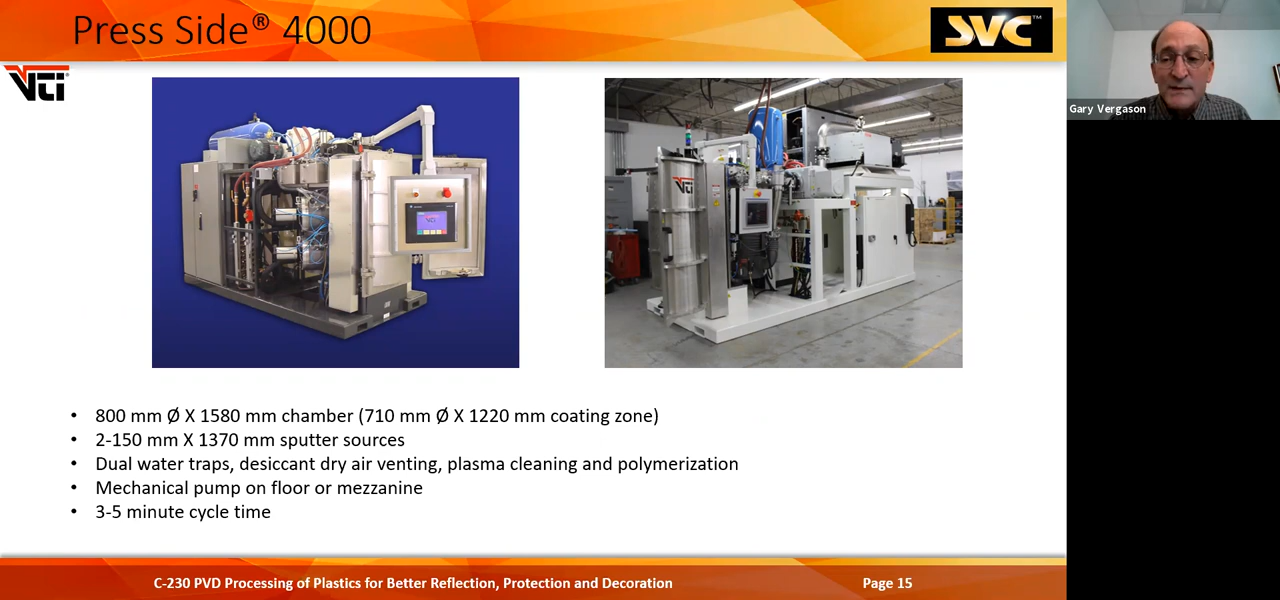 Press Side® 4000
SVC™
VTi
VTi
Gary Vergason
• 800 mm Ø X 1580 mm chamber (710 mm Ø X 1220 mm coating zone)
• 2-150 mm X 1370 mm sputter sources
• Dual water traps, desiccant dry air venting, plasma cleaning and polymerization
• Mechanical pump on floor or mezzanine
• 3-5 minute cycle time
C-230 PVD Processing of Plastics for Better Reflection, Protection and Decoration
Page 15